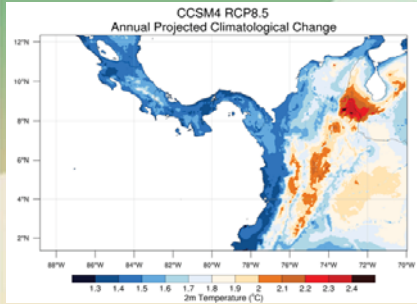 CCSM4 RCP8.5
Annual Projected Climatological Change
12°N
10°N
8°N
6°N
4°N
2°N
88°W 86°W 84°W 82°W 80°W 78°W 76°W 74°W 72°W 70°W
1.3 1.4 1.5 1.6 1.7 1.8 1.9 2 2.1 2.2 2.3 2.4
2m Temperature (°C)